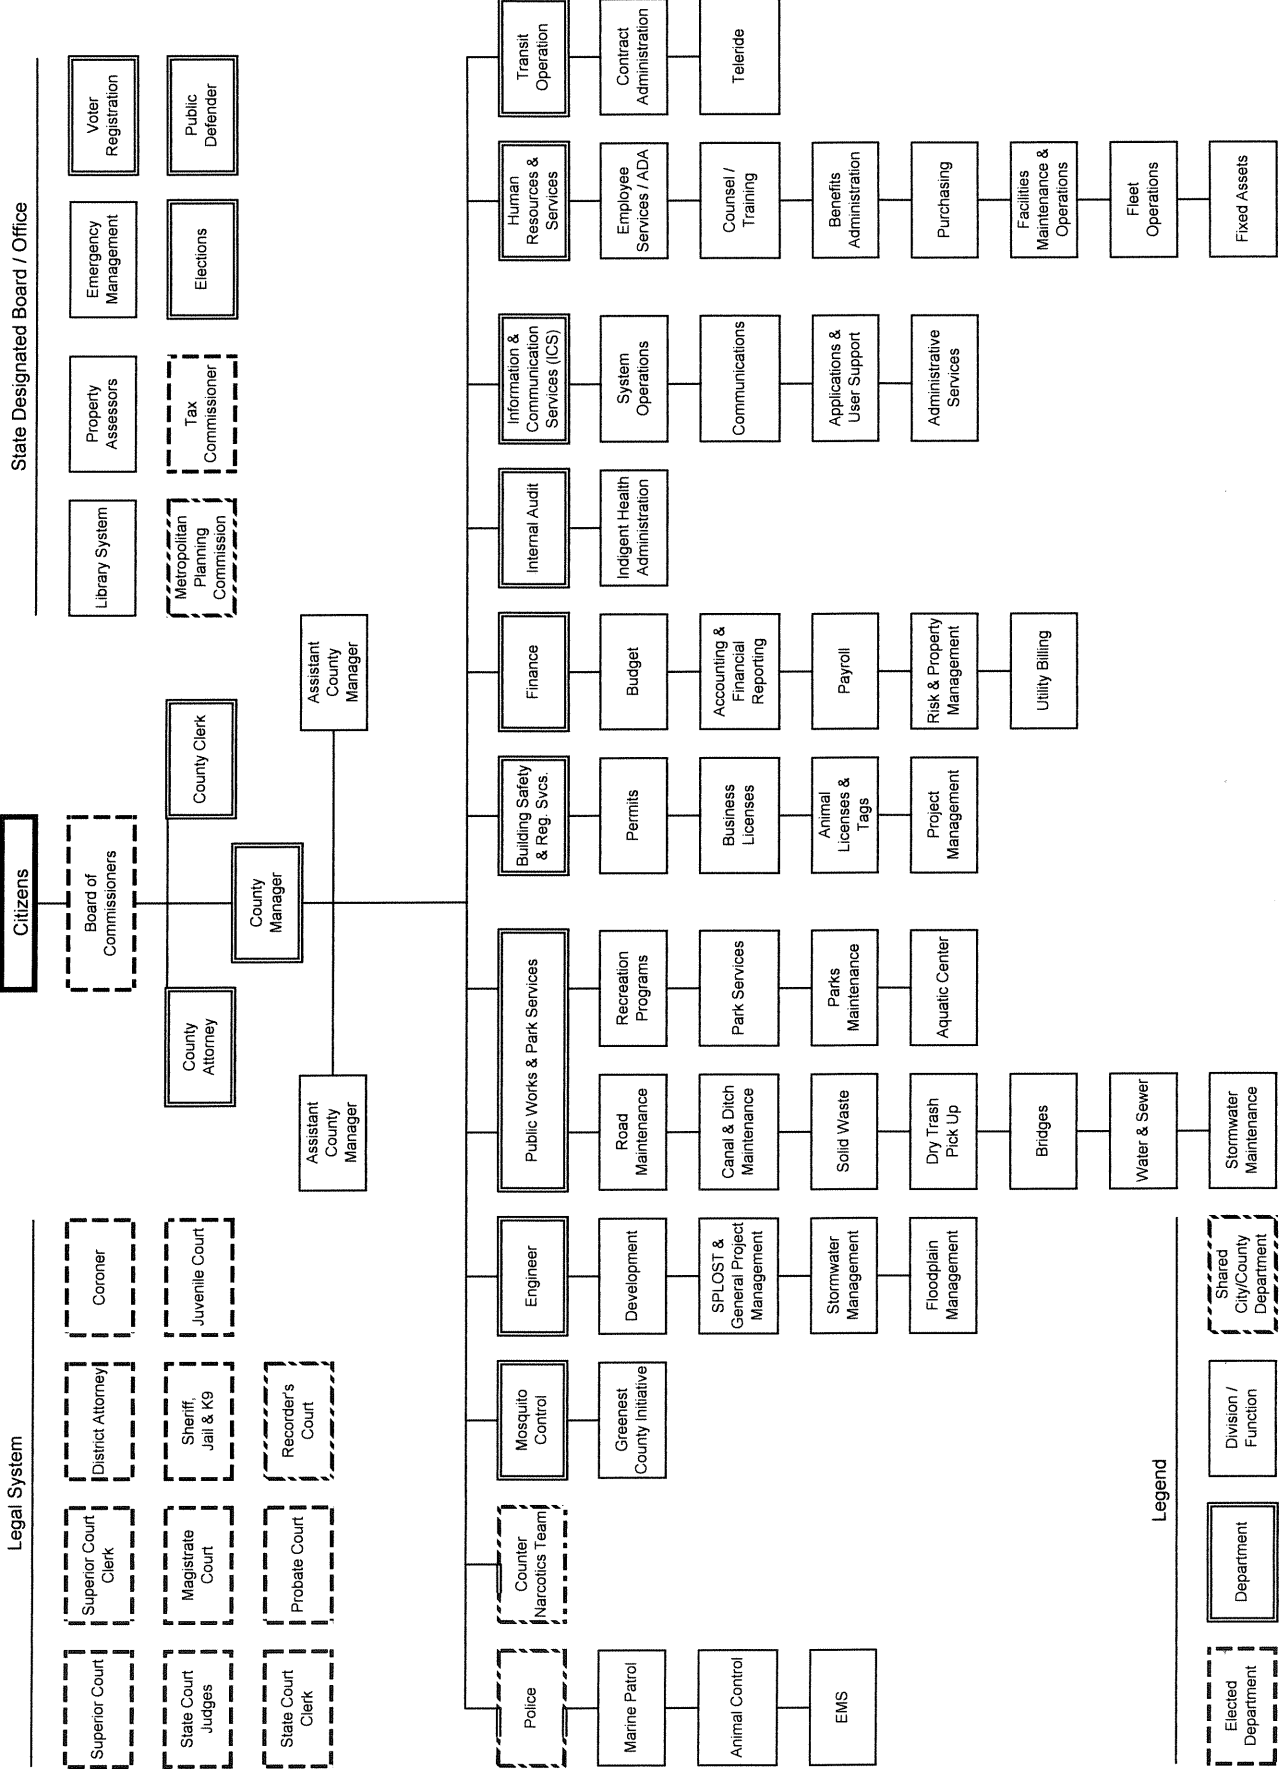 Citizens
Board of
Commissioners
County
Attorney
County Clerk
County
Manager
Assistant
County
Manager
Assistant
County
Manager
Legal System
Superior Court
Superior Court
Clerk
District Attorney
Coroner
State Court
Judges
Magistrate
Court
Sheriff,
Jail & K9
Juvenile Court
State Court
Clerk
Probate Court
Recorder's
Court
State Designated Board / Office
Library System
Property
Assessors
Emergency
Management
Voter
Registration
Metropolitan
Planning
Commission
Tax
Commissioner
Elections
Public
Defender
Police
Marine Patrol
Animal Control
EMS
Counter
Narcotics Team
Mosquito
Control
Greenest
County Initiative
Engineer
Development
SPLOST &
General Project
Management
Stormwater
Management
Floodplain
Management
Public Works & Park Services
Road
Maintenance
Canal & Ditch
Maintenance
Solid Waste
Dry Trash
Pick Up
Bridges
Water & Sewer
Stormwater
Maintenance
Recreation
Programs
Park Services
Parks
Maintenance
Aquatic Center
Building Safety
& Reg. Svcs.
Permits
Business
Licenses
Animal
Licenses &
Tags
Project
Management
Finance
Budget
Accounting &
Financial
Reporting
Payroll
Risk & Property
Management
Utility Billing
Internal Audit
Indigent Health
Administration
Information &
Communication
Services (ICS)
System
Operations
Communications
Applications &
User Support
Administrative
Services
Human
Resources &
Services
Employee
Services / ADA
Counsel /
Training
Benefits
Administration
Purchasing
Facilities
Maintenance &
Operations
Fleet
Operations
Fixed Assets
Transit
Operation
Contract
Administration
Teleride
Legend
Elected
Department
Department
Division /
Function
Shared
City/County
Department